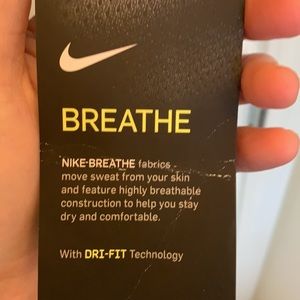 BREATHE
NIKE BREATHE fabrics
move sweat from your skin
and feature highly breathable
construction to help you stay
dry and comfortable.
With DRI-FIT Technology